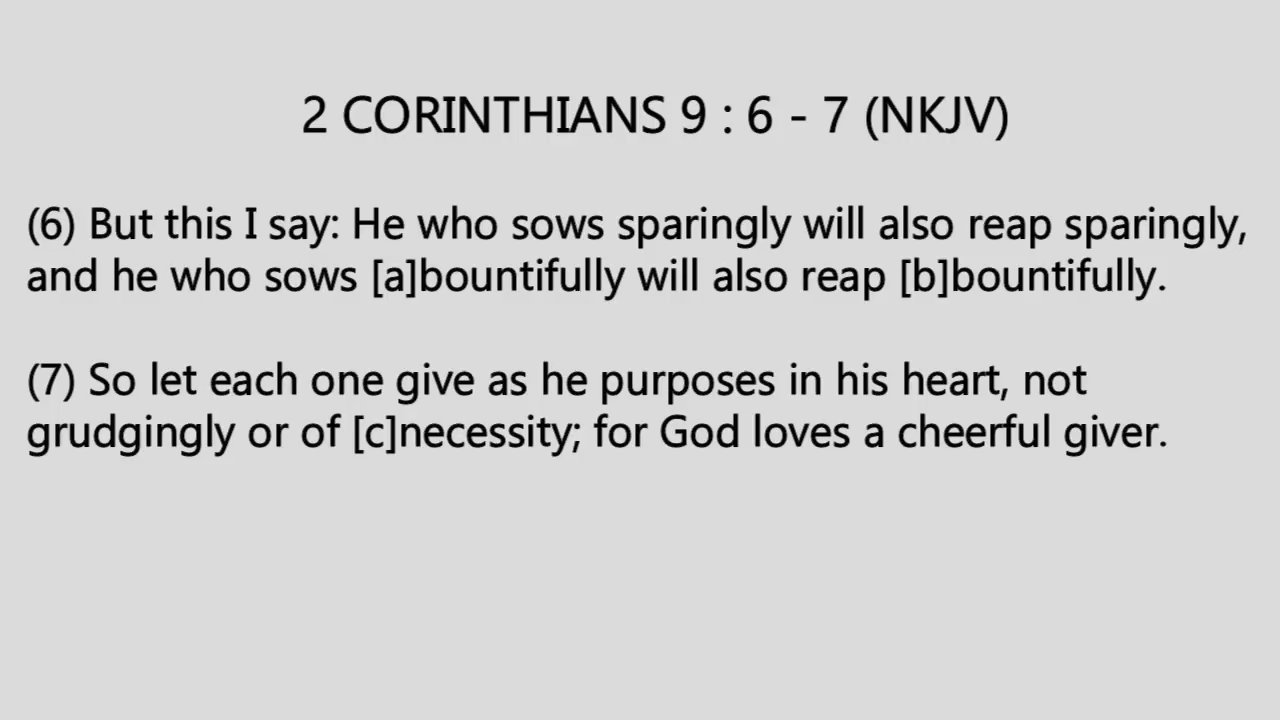 2 CORINTHIANS 9 : 6 - 7 (NKJV)
(6) But this I say: He who sows sparingly will also reap sparingly,
and he who sows [a]bountifully will also reap [b]bountifully.
(7) So let each one give as he purposes in his heart, not
grudgingly or of [c]necessity; for God loves a cheerful giver.